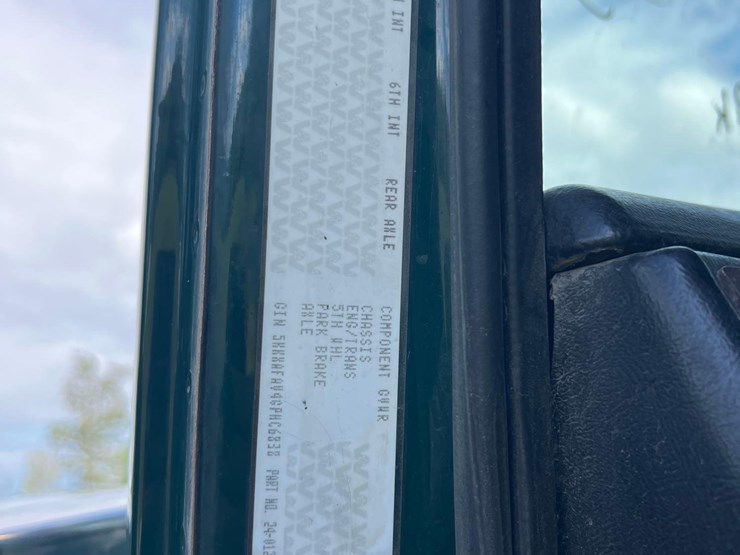 INT
6TH INT
REAR AXLE
COMPONENT GVWR
CHASSIS
ENG/TRANS
5TH WHL
PARK BRAKE
AXLE
GIN PART NO.